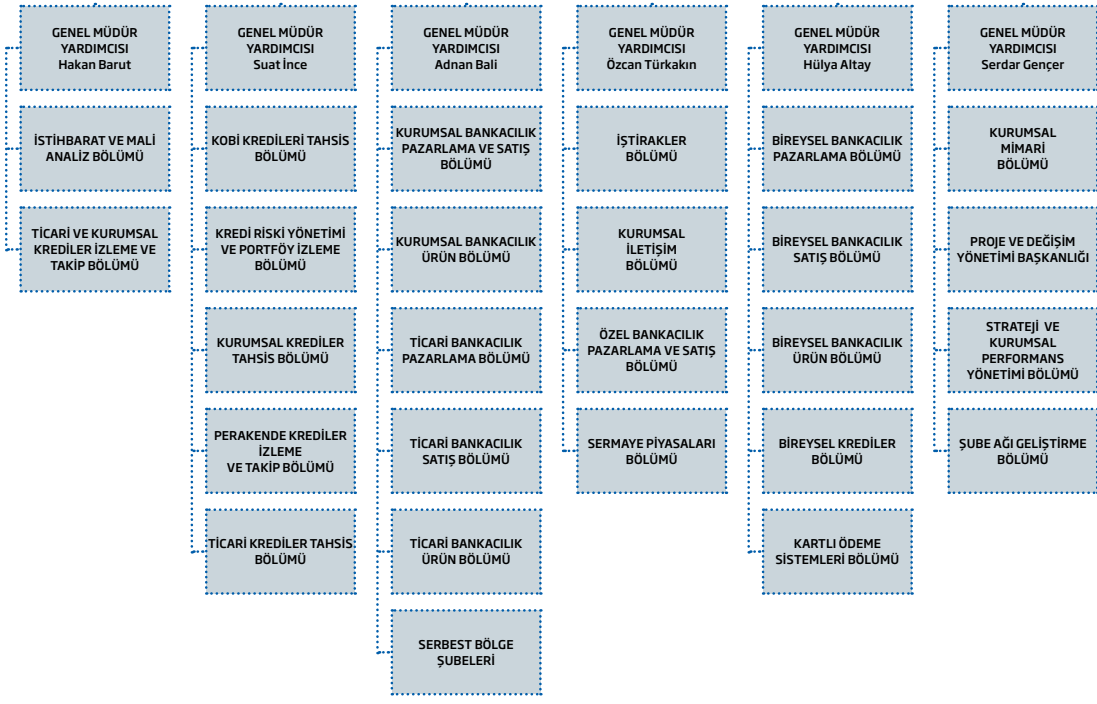 GENEL MÜDÜR
YARDIMCISI
Hakan Barut
İSTİHBARAT VE MALİ
ANALİZ BÖLÜMÜ
TİCARİ VE KURUMSAL
KREDİLER İZLEME VE
TAKİP BÖLÜMÜ
GENEL MÜDÜR
YARDIMCISI
Suat İnce
KOBİ KREDİLERİ TAHSİS
BÖLÜMÜ
KREDİ RİSKİ YÖNETİMİ
VE PORTFÖY İZLEME
BÖLÜMÜ
KURUMSAL KREDİLER
TAHSİS BÖLÜMÜ
PERAKENDE KREDİLER
İZLEME
VE TAKİP BÖLÜMÜ
TİCARİ KREDİLER TAHSİS
BÖLÜMÜ
GENEL MÜDÜR
YARDIMCISI
Adnan Bali
KURUMSAL BANKACILIK
PAZARLAMA VE SATIŞ
BÖLÜMÜ
KURUMSAL BANKACILIK
ÜRÜN BÖLÜMÜ
TİCARİ BANKACILIK
PAZARLAMA BÖLÜMÜ
TİCARİ BANKACILIK
SATIŞ BÖLÜMÜ
TİCARİ BANKACILIK
ÜRÜN BÖLÜMÜ
SERBEST BÖLGE
ŞUBELERİ
GENEL MÜDÜR
YARDIMCISI
Özcan Türkakın
İŞTİRAKLER
BÖLÜMÜ
KURUMSAL
İLETİŞİM
BÖLÜMÜ
ÖZEL BANKACILIK
PAZARLAMA VE SATIŞ
BÖLÜMÜ
SERMAYE PİYASALARI
BÖLÜMÜ
GENEL MÜDÜR
YARDIMCISI
Hülya Altay
BİREYSEL BANKACILIK
PAZARLAMA BÖLÜMÜ
BİREYSEL BANKACILIK
SATIŞ BÖLÜMÜ
BİREYSEL BANKACILIK
ÜRÜN BÖLÜMÜ
BİREYSEL KREDİLER
BÖLÜMÜ
KARTLI ÖDEME
SİSTEMLERİ BÖLÜMÜ
GENEL MÜDÜR
YARDIMCISI
Serdar Gençer
KURUMSAL
MİMARİ
BÖLÜMÜ
PROJE VE DEĞİŞİM
YÖNETİMİ BAŞKANLIĞI
STRATEJİ VE
KURUMSAL
PERFORMANS
YÖNETİMİ BÖLÜMÜ
ŞUBE AĞI GELİŞTİRME
BÖLÜMÜ